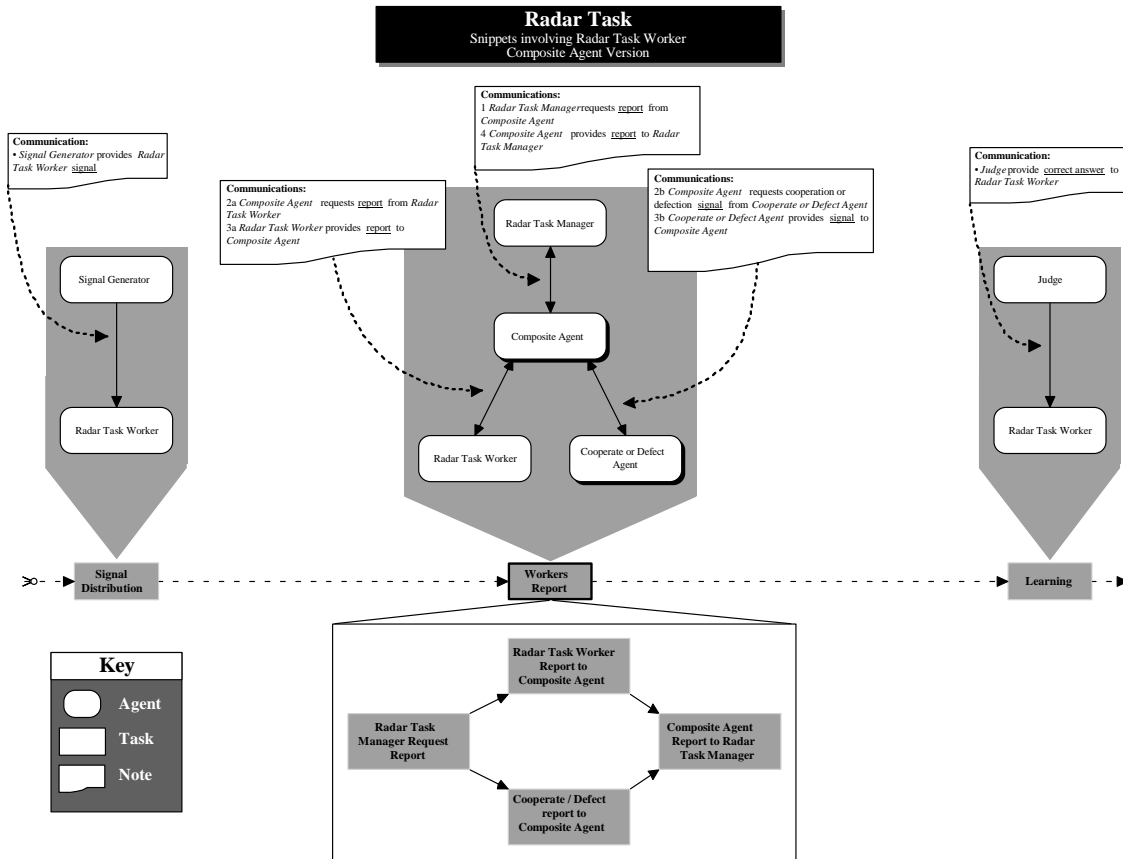 Radar Task
Snippets involving Radar Task Worker
Composite Agent Version
Communication:
• Signal Generator provides Radar
Task Worker signal
Communications:
2a Composite Agent requests report from Radar
Task Worker
3a Radar Task Worker provides report to
Composite Agent
Communications:
1 Radar Task Manager requests report from
Composite Agent
4 Composite Agent provides report to Radar
Task Manager
Communications:
2b Composite Agent requests cooperation or
defection signal from Cooperate or Defect Agent
3b Cooperate or Defect Agent provides signal to
Composite Agent
Communication:
• Judge provide correct answer to
Radar Task Worker
Signal Generator
Radar Task Worker
Radar Task Manager
Composite Agent
Radar Task Worker
Cooperate or Defect
Agent
Judge
Radar Task Worker
Signal
Distribution
Workers
Report
Learning
Radar Task Worker
Report to
Composite Agent
Radar Task
Manager Request
Report
Composite Agent
Report to Radar
Task Manager
Cooperate / Defect
report to
Composite Agent
Key
Agent
Task
Note